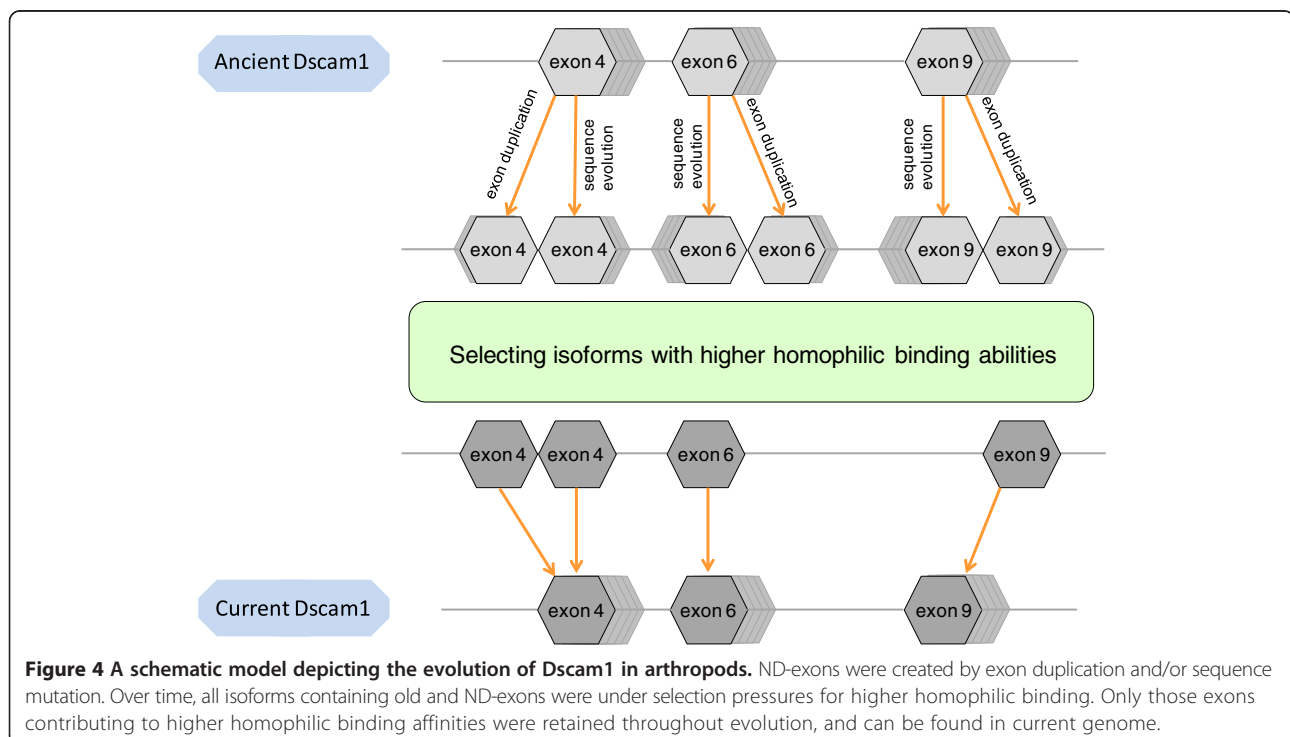 Ancient Dscam1
exon 4
exon 6
exon 9
exon duplication
sequence
evolution
sequence
evolution
exon duplication
sequence
evolution
exon duplication
exon 4
exon 4
exon 6
exon 6
exon 9
exon 9
Selecting isoforms with higher homophilic binding abilities
exon 4
exon 4
exon 6
exon 9
Current Dscam1
exon 4
exon 6
exon 9
Figure 4 A schematic model depicting the evolution of Dscam1 in arthropods. ND-exons were created by exon duplication and/or sequence
mutation. Over time, all isoforms containing old and ND-exons were under selection pressures for higher homophilic binding. Only those exons
contributing to higher homophilic binding affinities were retained throughout evolution, and can be found in current genome.